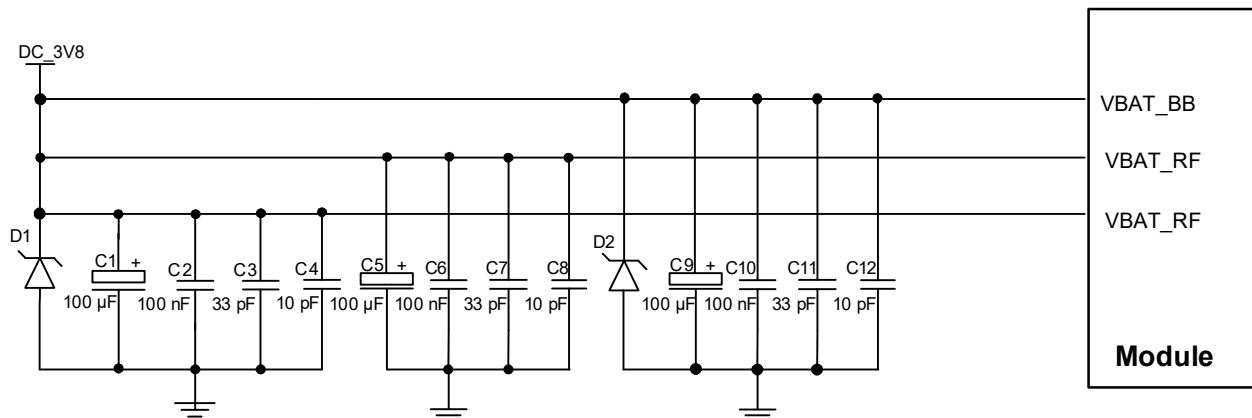 DC_3V8
VBAT_BB
VBAT_RF
VBAT_RF
D1
C1
+
C2
C3
C4
C5
+
C6
C7
C8
D2
C9
+
C10
C11
C12
100 µF
100 nF
33 pF
10 pF
100 µF
100 nF
33 pF
10 pF
100 µF
100 nF
33 pF
10 pF
Module